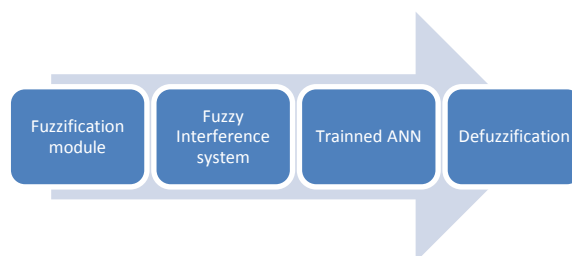 Fuzzification
module
Fuzzy
Interference
system
Trainned ANN
Defuzzification